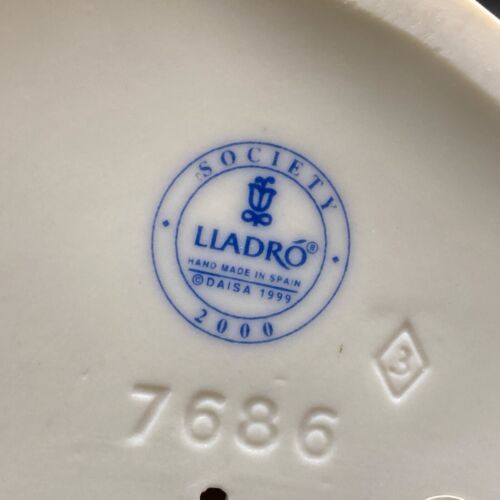 SOCIETY
LLADRÓ®
HAND MADE IN SPAIN
©DAISA 1999
2000
3
7686